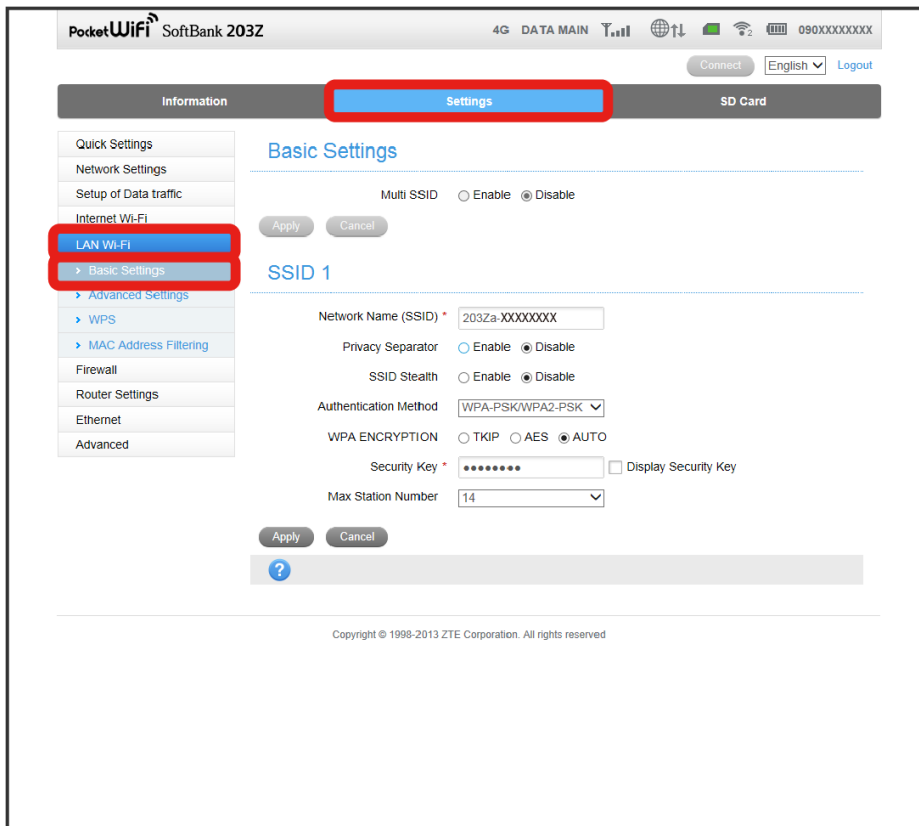 PocketWiFi SoftBank 203Z
4G DATA MAIN 2 090XXXXXXXX
Connect English Logout
Information Settings SD Card
Quick Settings
Network Settings
Setup of Data traffic
Internet Wi-Fi
LAN Wi-Fi
› Basic Settings
› Advanced Settings
› WPS
› MAC Address Filtering
Firewall
Router Settings
Ethernet
Advanced
Basic Settings
Multi SSID Enable Disable
Apply Cancel
SSID 1
Network Name (SSID) * 203Za-XXXXXXXX
Privacy Separator Enable Disable
SSID Stealth Enable Disable
Authentication Method WPA-PSK/WPA2-PSK
WPA ENCRYPTION TKIP AES AUTO
Security Key * ●●●●●●●● Display Security Key
Max Station Number 14
Apply Cancel
?
Copyright © 1998-2013 ZTE Corporation. All rights reserved